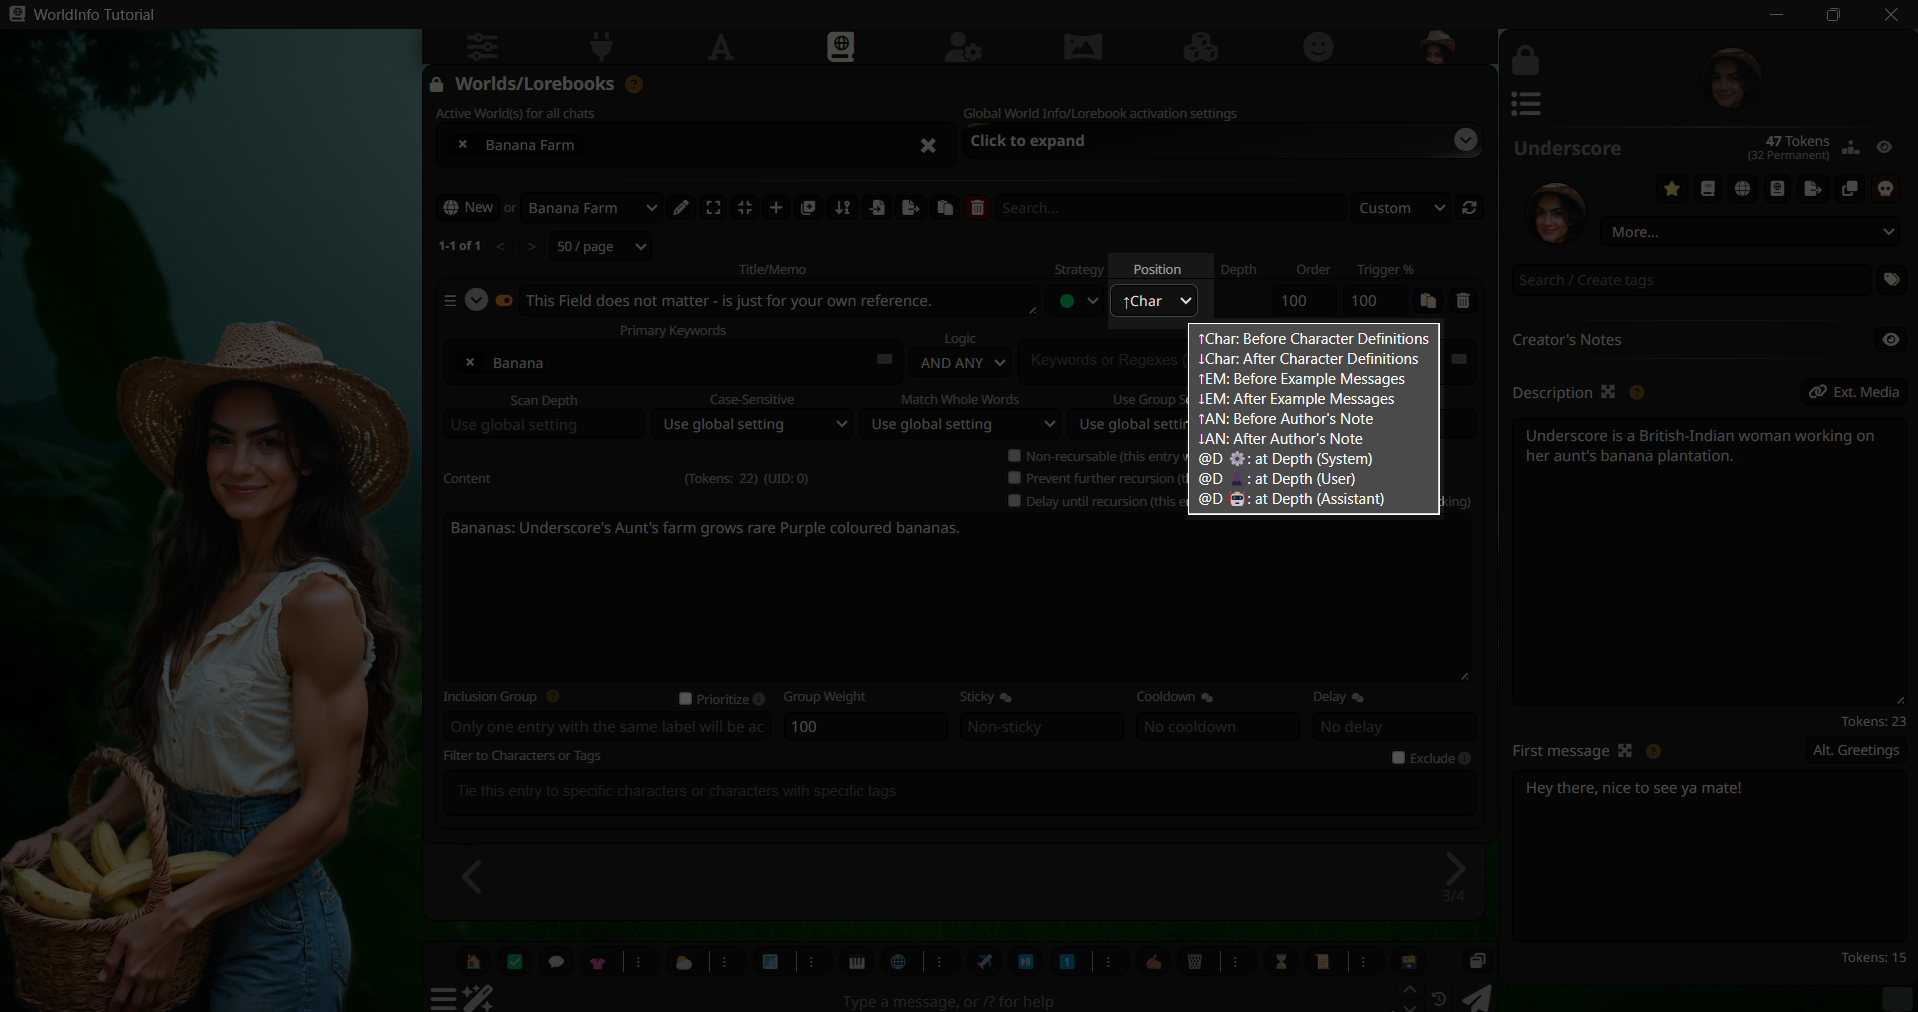 WorldInfo Tutorial
Worlds/Lorebooks ?
Active World(s) for all chats
× Banana Farm
Global World Info/Lorebook activation settings
Click to expand
New or Banana Farm
Search...
Custom
1-1 of 1 < > 50 / page
Title/Memo Strategy Position Depth Order Trigger %
This Field does not matter - is just for your own reference.
↑Char
100 100
Primary Keywords
Logic
× Banana
AND ANY
Keywords or Regexes (
↑Char: Before Character Definitions
↓Char: After Character Definitions
↑EM: Before Example Messages
↓EM: After Example Messages
↑AN: Before Author's Note
↓AN: After Author's Note
@D ⚙: at Depth (System)
@D 👤: at Depth (User)
@D 🤖: at Depth (Assistant)
Scan Depth Case-Sensitive Match Whole Words Use Group
Use global setting Use global setting Use global setting Use global
Non-recursable (this entry
Content (Tokens: 22) (UID: 0)
Prevent further recursion
Delay until recursion (this king)
Bananas: Underscore's Aunt's farm grows rare Purple coloured bananas.
Inclusion Group ? Prioritize Group Weight Sticky Cooldown Delay
Only one entry with the same label will be ac 100 Non-sticky No cooldown No delay
Filter to Characters or Tags Exclude
Tie this entry to specific characters or characters with specific tags
3/4
Type a message, or /? for help
Underscore
47 Tokens
(32 Permanent)
More...
Search / Create tags
Creator's Notes
Description ? Ext. Media
Underscore is a British-Indian woman working on
her aunt's banana plantation.
Tokens: 23
First message ? Alt. Greetings
Hey there, nice to see ya mate!
Tokens: 15